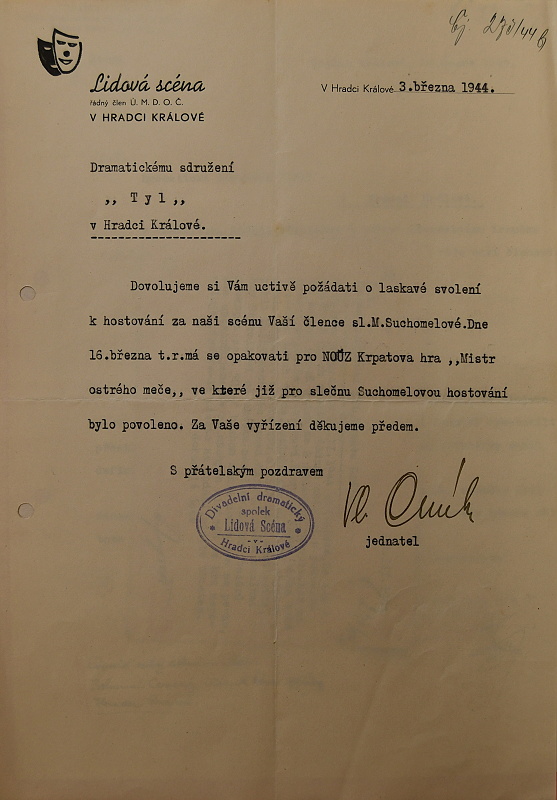 Čj. 270/44
Lidová scéna
řádný člen Ú. M. D. O. Č.
V HRADCI KRÁLOVÉ
V Hradci Králové 3.března 1944.
Dramatickému sdružení
,, T y l ,,
v Hradci Králové.
Dovolujeme si Vám uctivě požádati o laskavé svolení
k hostování za naši scénu Vaší člence sl.M.Suchomelové.Dne
16.března t.r.má se opakovati pro NOÚZ Krpatova hra ,,Mistr
ostrého meče,, ve které již pro slečnu Suchomelovou hostování
bylo povoleno. Za Vaše vyřízení děkujeme předem.
S přátelským pozdravem
Divadelní dramatický
spolek
Lidová Scéna
-v-
Hradci Králové
jednatel